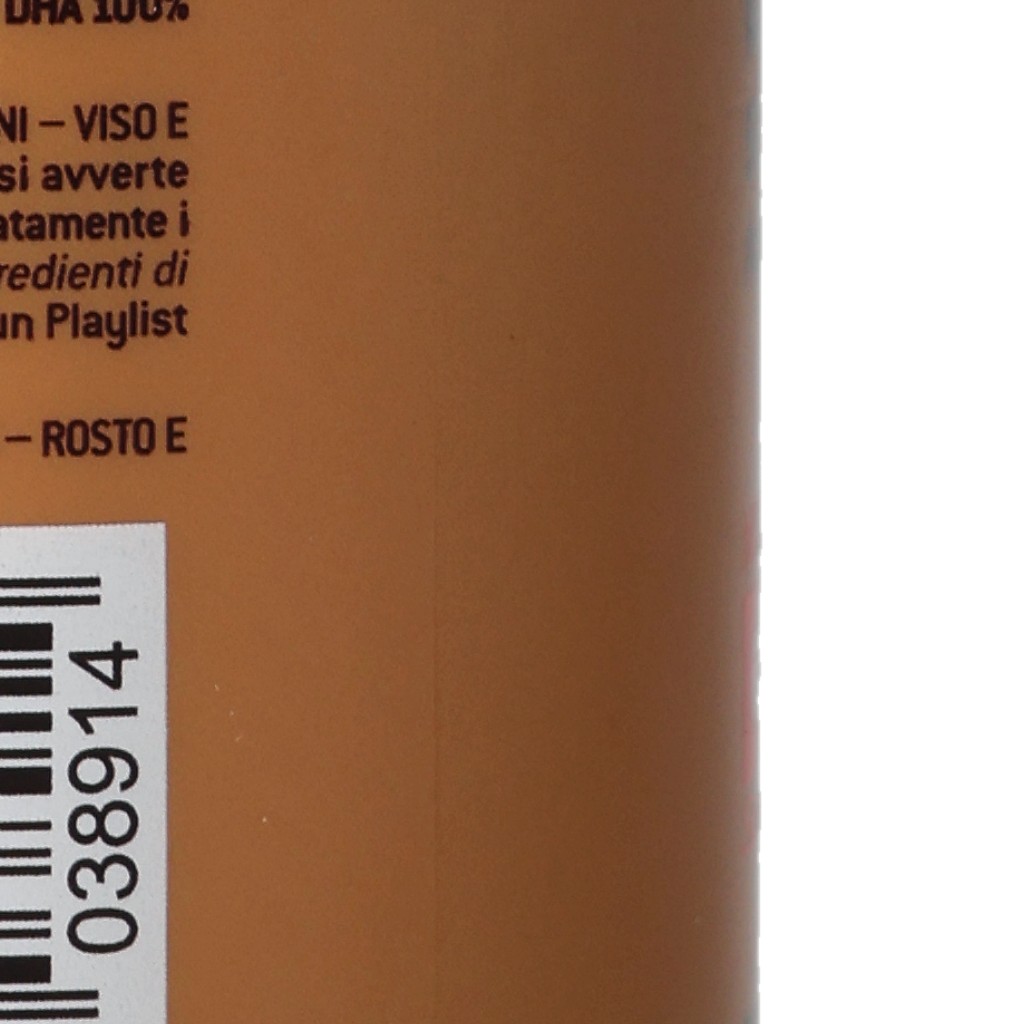 DHA 100%
NI – VISO E
si avverte
atamente i
redienti di
un Playlist
– ROSTO E
038914